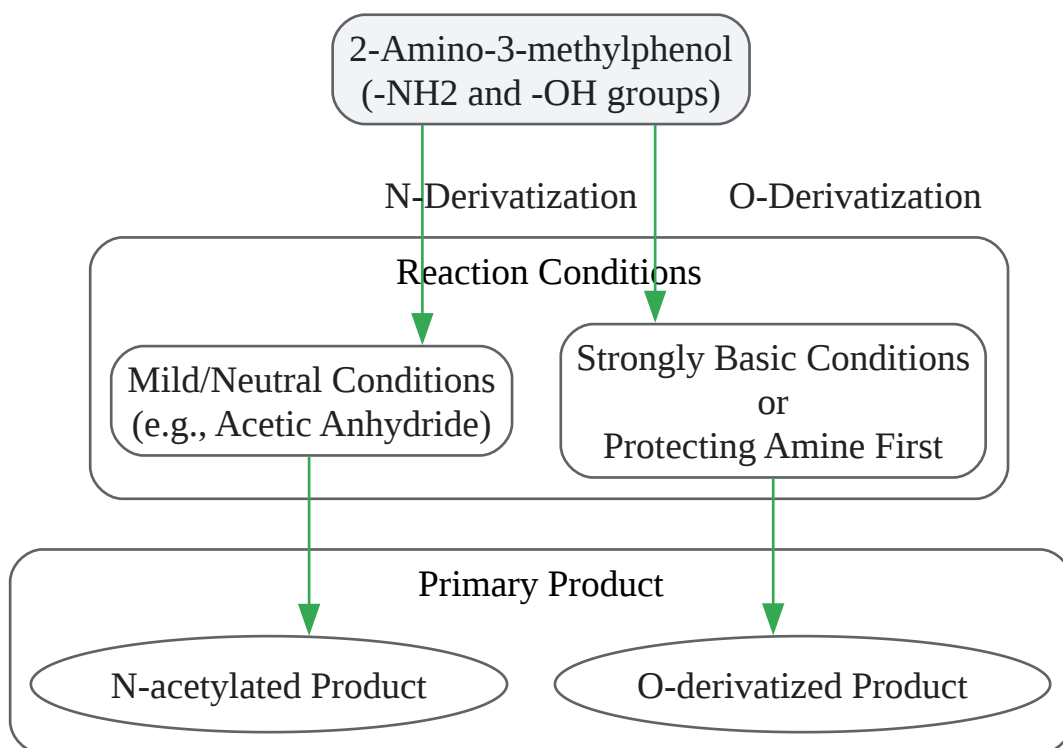 2-Amino-3-methylphenol
(-NH2 and -OH groups)
N-Derivatization
O-Derivatization
Reaction Conditions
Mild/Neutral Conditions
(e.g., Acetic Anhydride)
Strongly Basic Conditions
or
Protecting Amine First
Primary Product
N-acetylated Product
O-derivatized Product